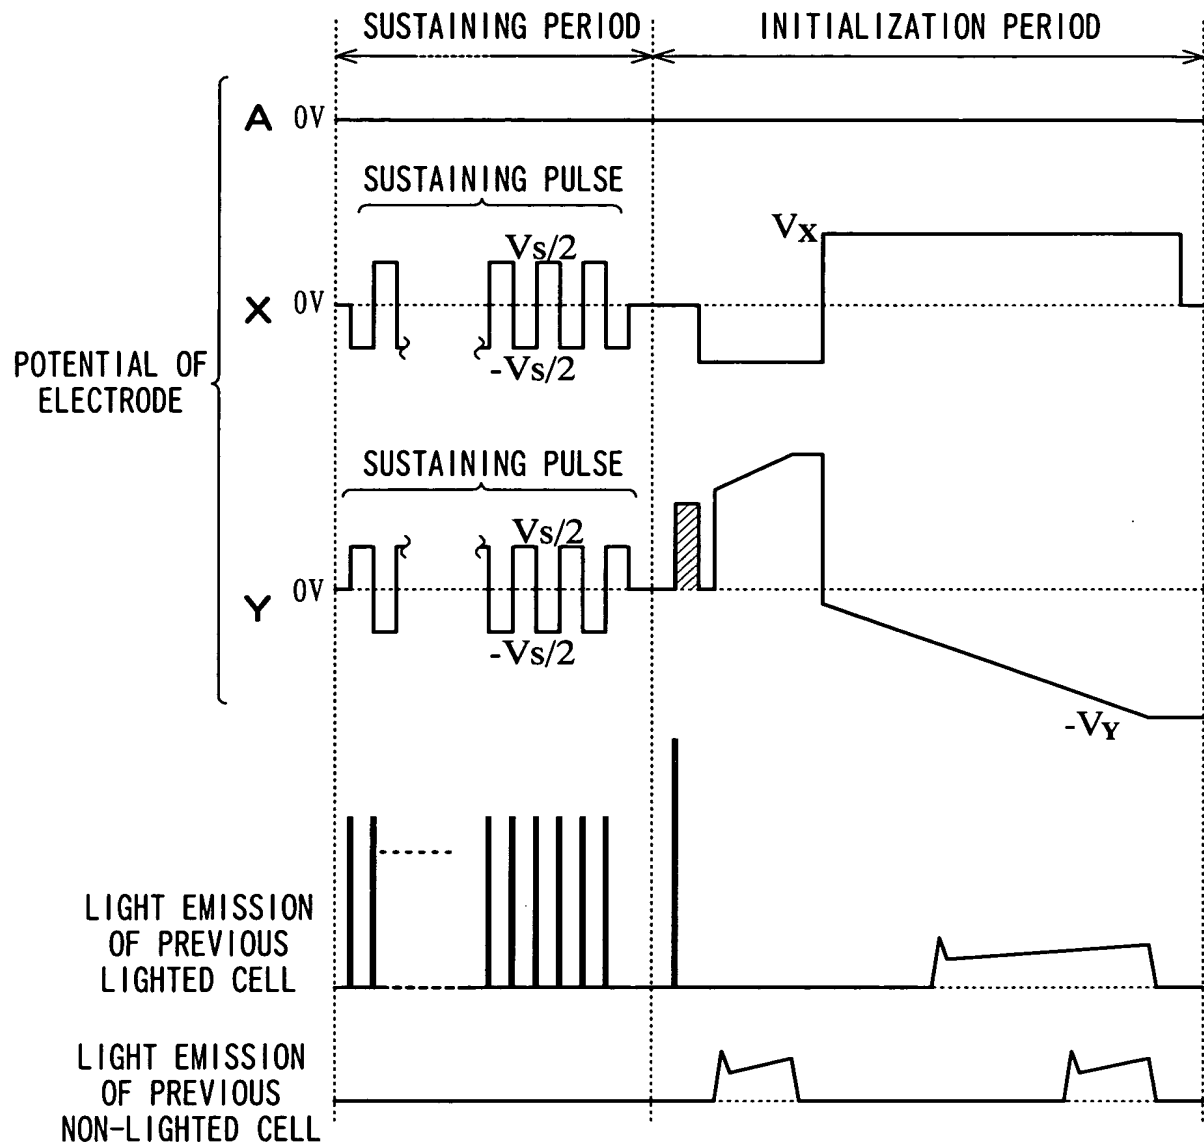 SUSTAINING PERIOD
INITIALIZATION PERIOD
A 0V
SUSTAINING PULSE
VX
Vs/2
X 0V
-Vs/2
POTENTIAL OF
ELECTRODE
SUSTAINING PULSE
Vs/2
0V
Y
-Vs/2
-VY
LIGHT EMISSION
OF PREVIOUS
LIGHTED CELL
LIGHT EMISSION
OF PREVIOUS
NON-LIGHTED CELL